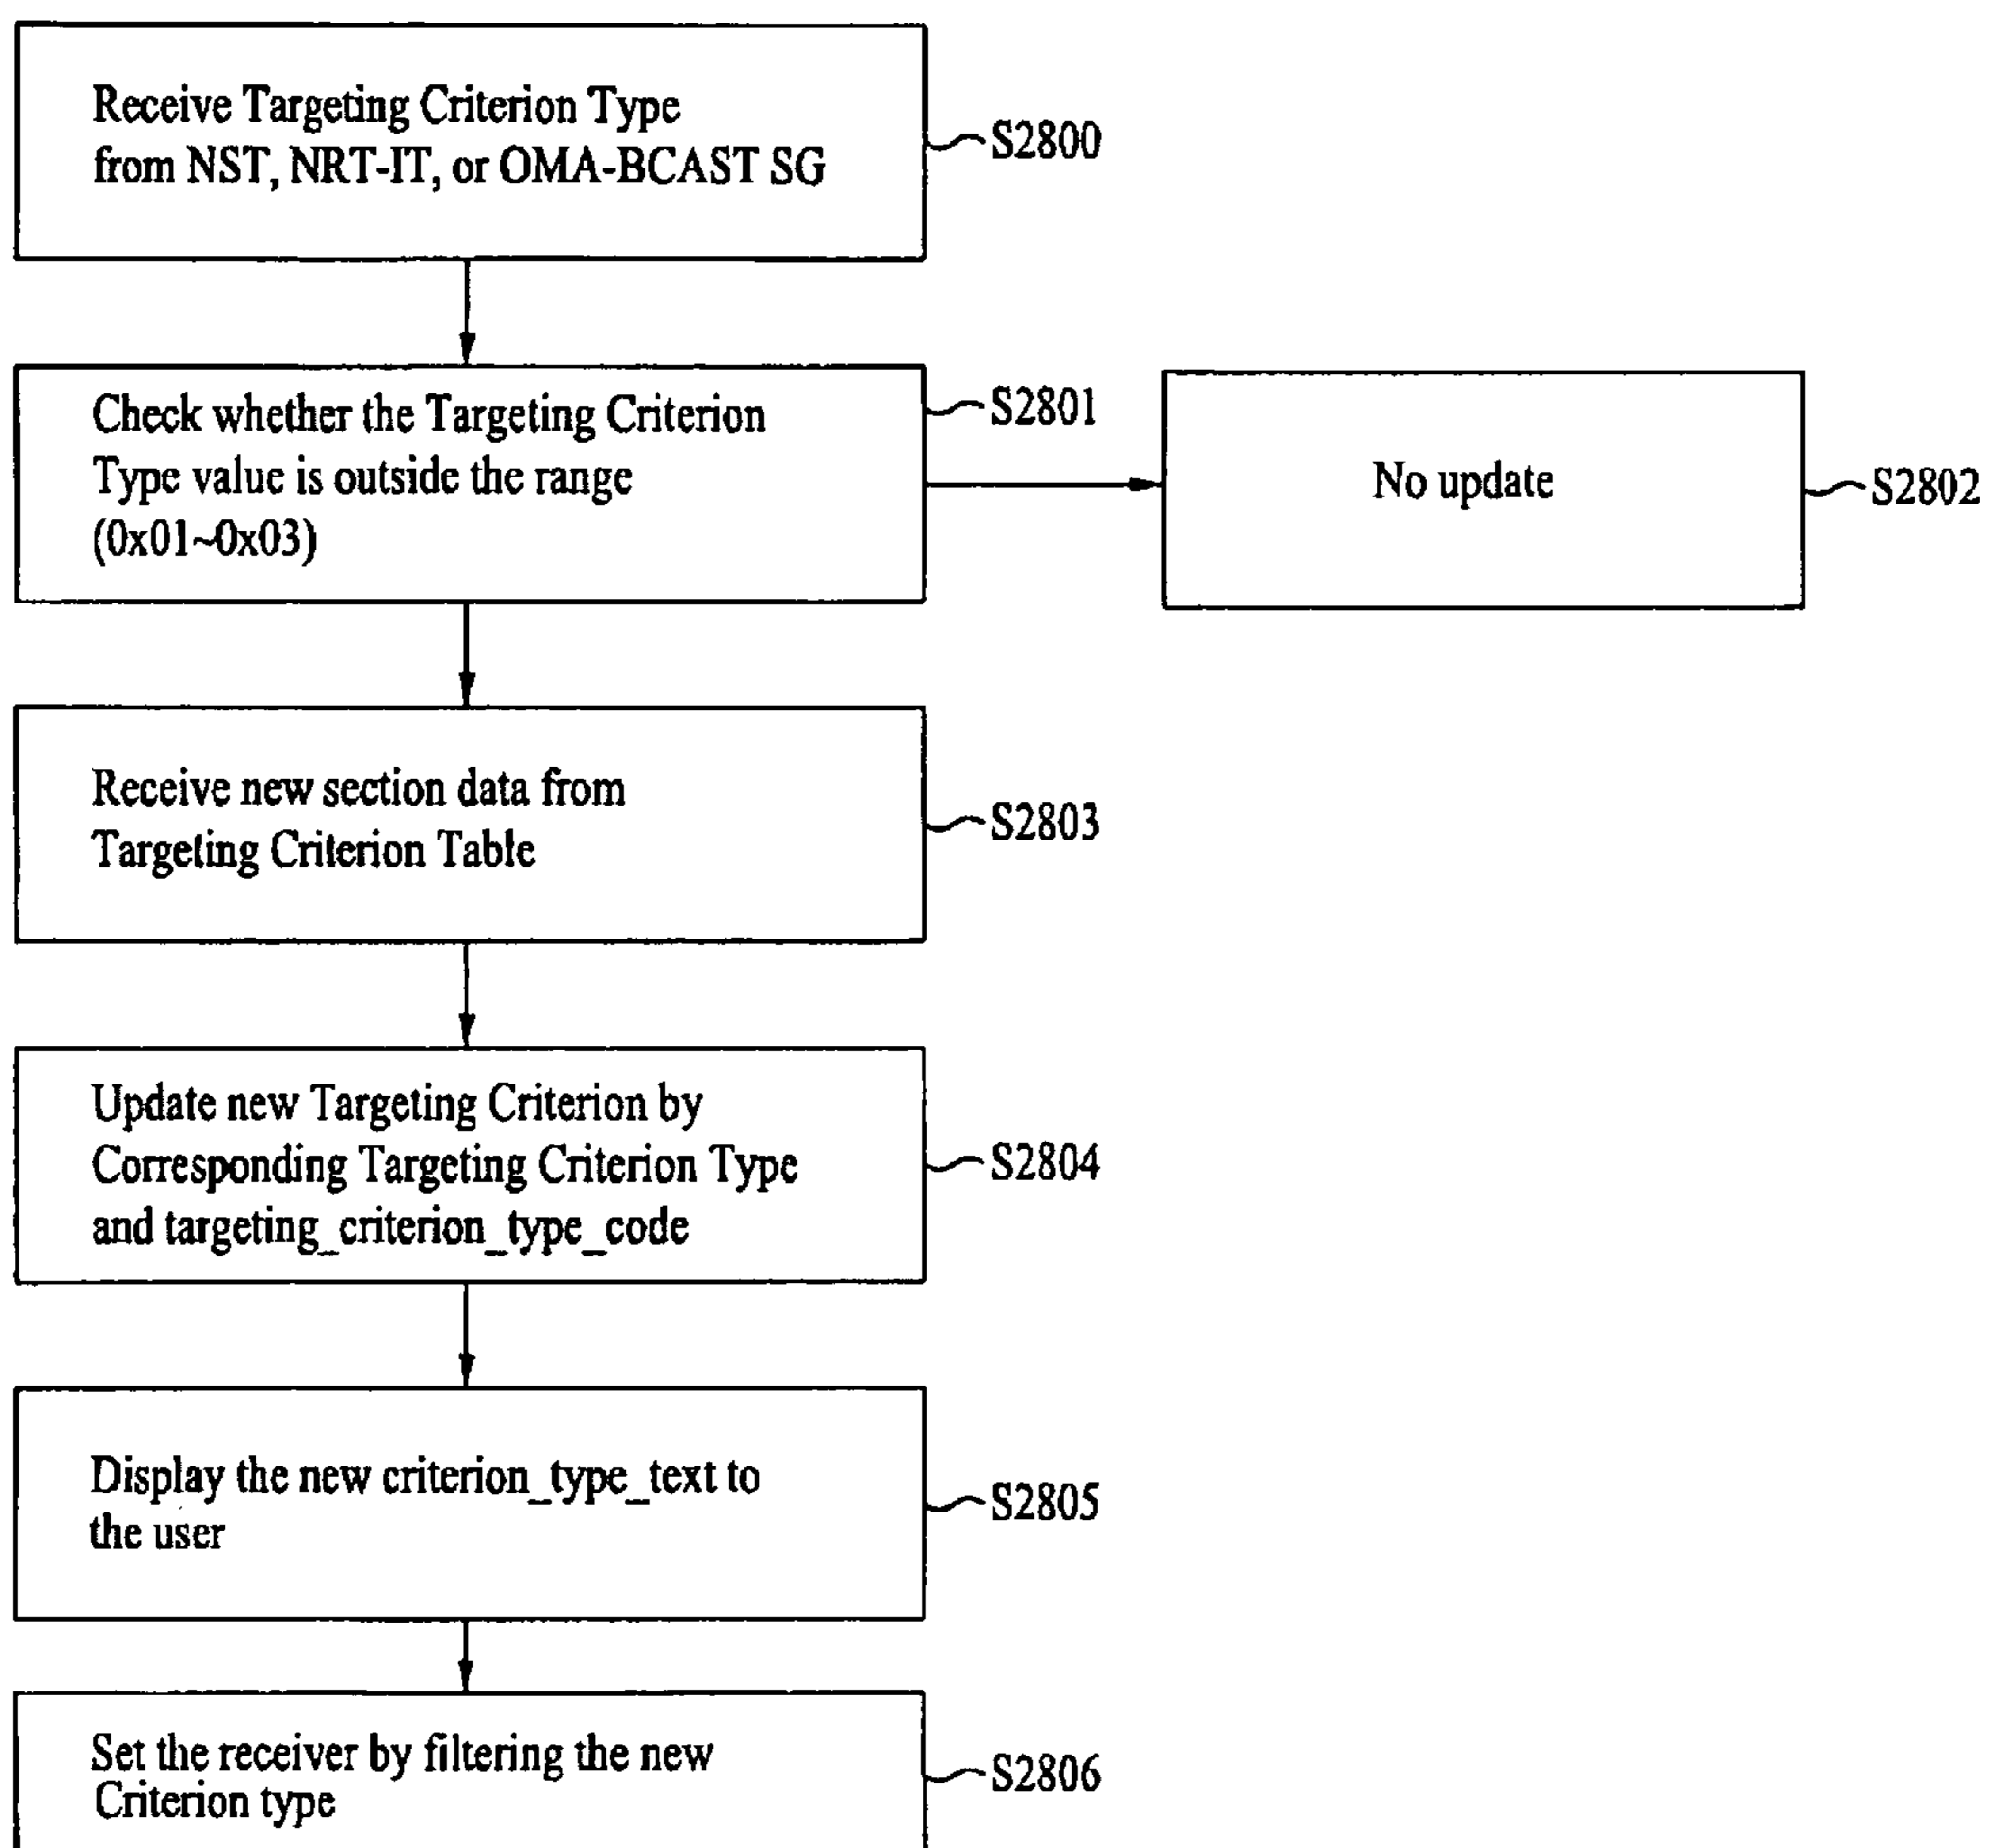 Receive Targeting Criterion Type
from NST, NRT-IT, or OMA-BCAST SG
S2800
Check whether the Targeting Criterion
Type value is outside the range
(0x01~0x03)
S2801
No update
S2802
Receive new section data from
Targeting Criterion Table
S2803
Update new Targeting Criterion by
Corresponding Targeting Criterion Type
and targeting_criterion_type_code
S2804
Display the new criterion_type_text to
the user
S2805
Set the receiver by filtering the new
Criterion type
S2806